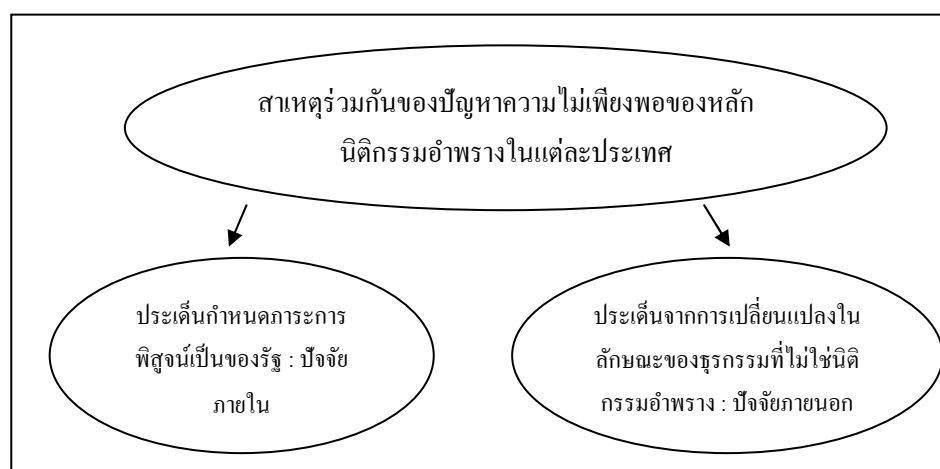 สาเหตุร่วมกันของปัญหาความไม่เพียงพอของหลัก
นิติกรรมอำพรางในแต่ละประเทศ
ประเด็นกำหนดภาระการ
พิสูจน์เป็นของรัฐ : ปัจจัย
ภายใน
ประเด็นจากการเปลี่ยนแปลงใน
ลักษณะของธุรกรรมที่ไม่ใช่นิติ
กรรมอำพราง : ปัจจัยภายนอก